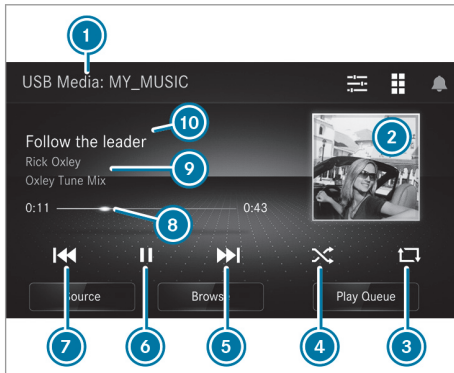 1
USB Media: MY_MUSIC
10
2
Follow the leader
Rick Oxley
9
Oxley Tune Mix
0:11
0:43
8
Source
Browse
Play Queue
7
6
5
4
3